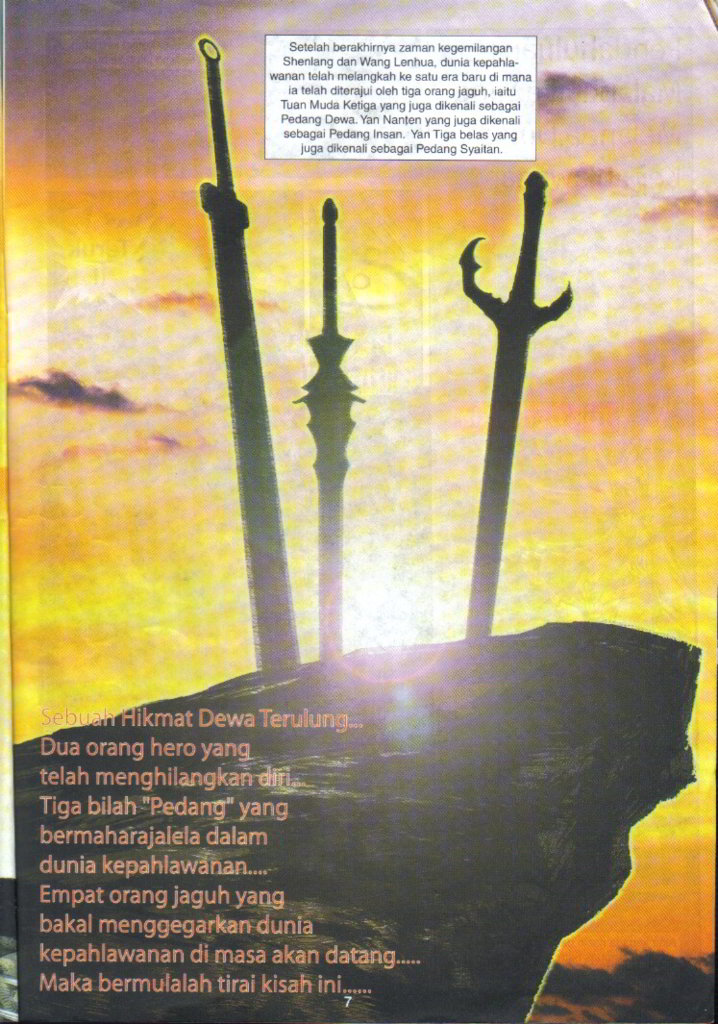 Setelah berakhirnya zaman kegemilangan
Shenlang dan Wang Lenhua, dunia kepahla-
wanan telah melangkah ke satu era baru di mana
ia telah diterajui oleh tiga orang jaguh, iaitu
Tuan Muda Ketiga yang juga dikenali sebagai
Pedang Dewa. Yan Nanten yang juga dikenali
sebagai Pedang Insan. Yan Tiga belas yang
juga dikenali sebagai Pedang Syaitan.
Sebuah Hikmat Dewa Terulung...
Dua orang hero yang
telah menghilangkan diri....
Tiga bilah "Pedang" yang
bermaharajalela dalam
dunia kepahlawanan....
Empat orang jaguh yang
bakal menggegarkan dunia
kepahlawanan di masa akan datang.....
Maka bermulalah tirai kisah ini......
7